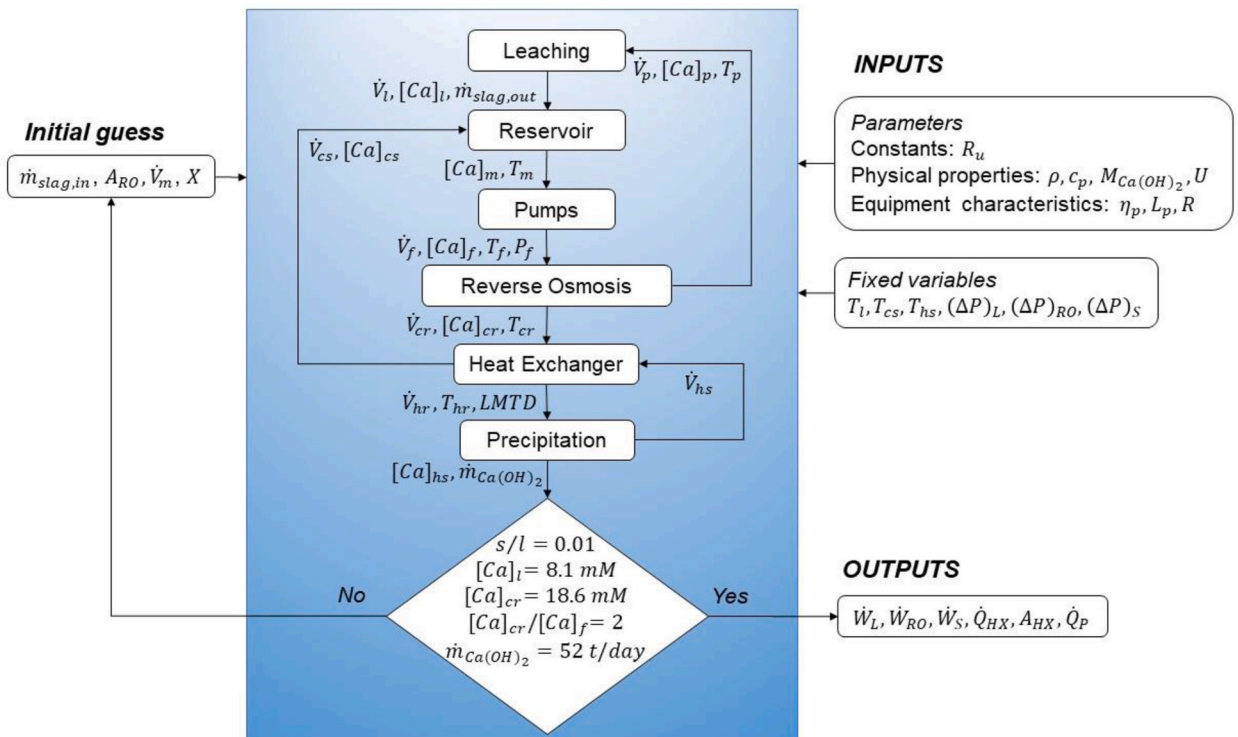 Leaching
V̇_p, [Ca]_p, T_p
V̇_l, [Ca]_l, ṁ_slag,out
Reservoir
V̇_cs, [Ca]_cs
[Ca]_m, T_m
Pumps
V̇_f, [Ca]_f, T_f, P_f
Reverse Osmosis
V̇_cr, [Ca]_cr, T_cr
Heat Exchanger
V̇_hs
V̇_hr, T_hr, LMTD
Precipitation
[Ca]_hs, ṁ_Ca(OH)₂
s/l = 0.01
[Ca]_l = 8.1 mM
[Ca]_cr = 18.6 mM
[Ca]_cr/[Ca]_f = 2
ṁ_Ca(OH)₂ = 52 t/day
No
Yes
Initial guess
ṁ_slag,in, A_RO, V̇_m, X
INPUTS
Parameters
Constants: R_u
Physical properties: ρ, c_p, M_Ca(OH)₂, U
Equipment characteristics: η_p, L_p, R
Fixed variables
T_l, T_cs, T_hs, (ΔP)_L, (ΔP)_RO, (ΔP)_S
OUTPUTS
Ẇ_L, Ẇ_RO, Ẇ_S, Q̇_HX, A_HX, Q̇_P